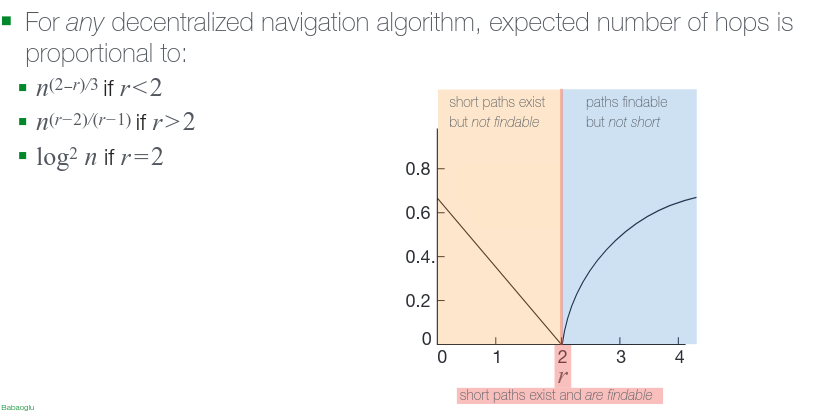 For any decentralized navigation algorithm, expected number of hops is
proportional to:
n(2−r)/3 if r<2
n(r−2)/(r−1) if r>2
log2 n if r=2
short paths exist
but not findable
paths findable
but not short
0.8
0.6
0.4.
0.2
0
0 1 2 3 4
r
short paths exist and are findable
Babaoglu